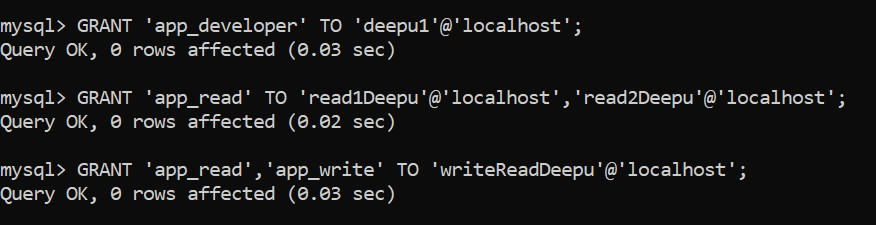 mysql> GRANT 'app_developer' TO 'deepu1'@'localhost';
Query OK, 0 rows affected (0.03 sec)
mysql> GRANT 'app_read' TO 'read1Deepu'@'localhost','read2Deepu'@'localhost';
Query OK, 0 rows affected (0.02 sec)
mysql> GRANT 'app_read','app_write' TO 'writeReadDeepu'@'localhost';
Query OK, 0 rows affected (0.03 sec)